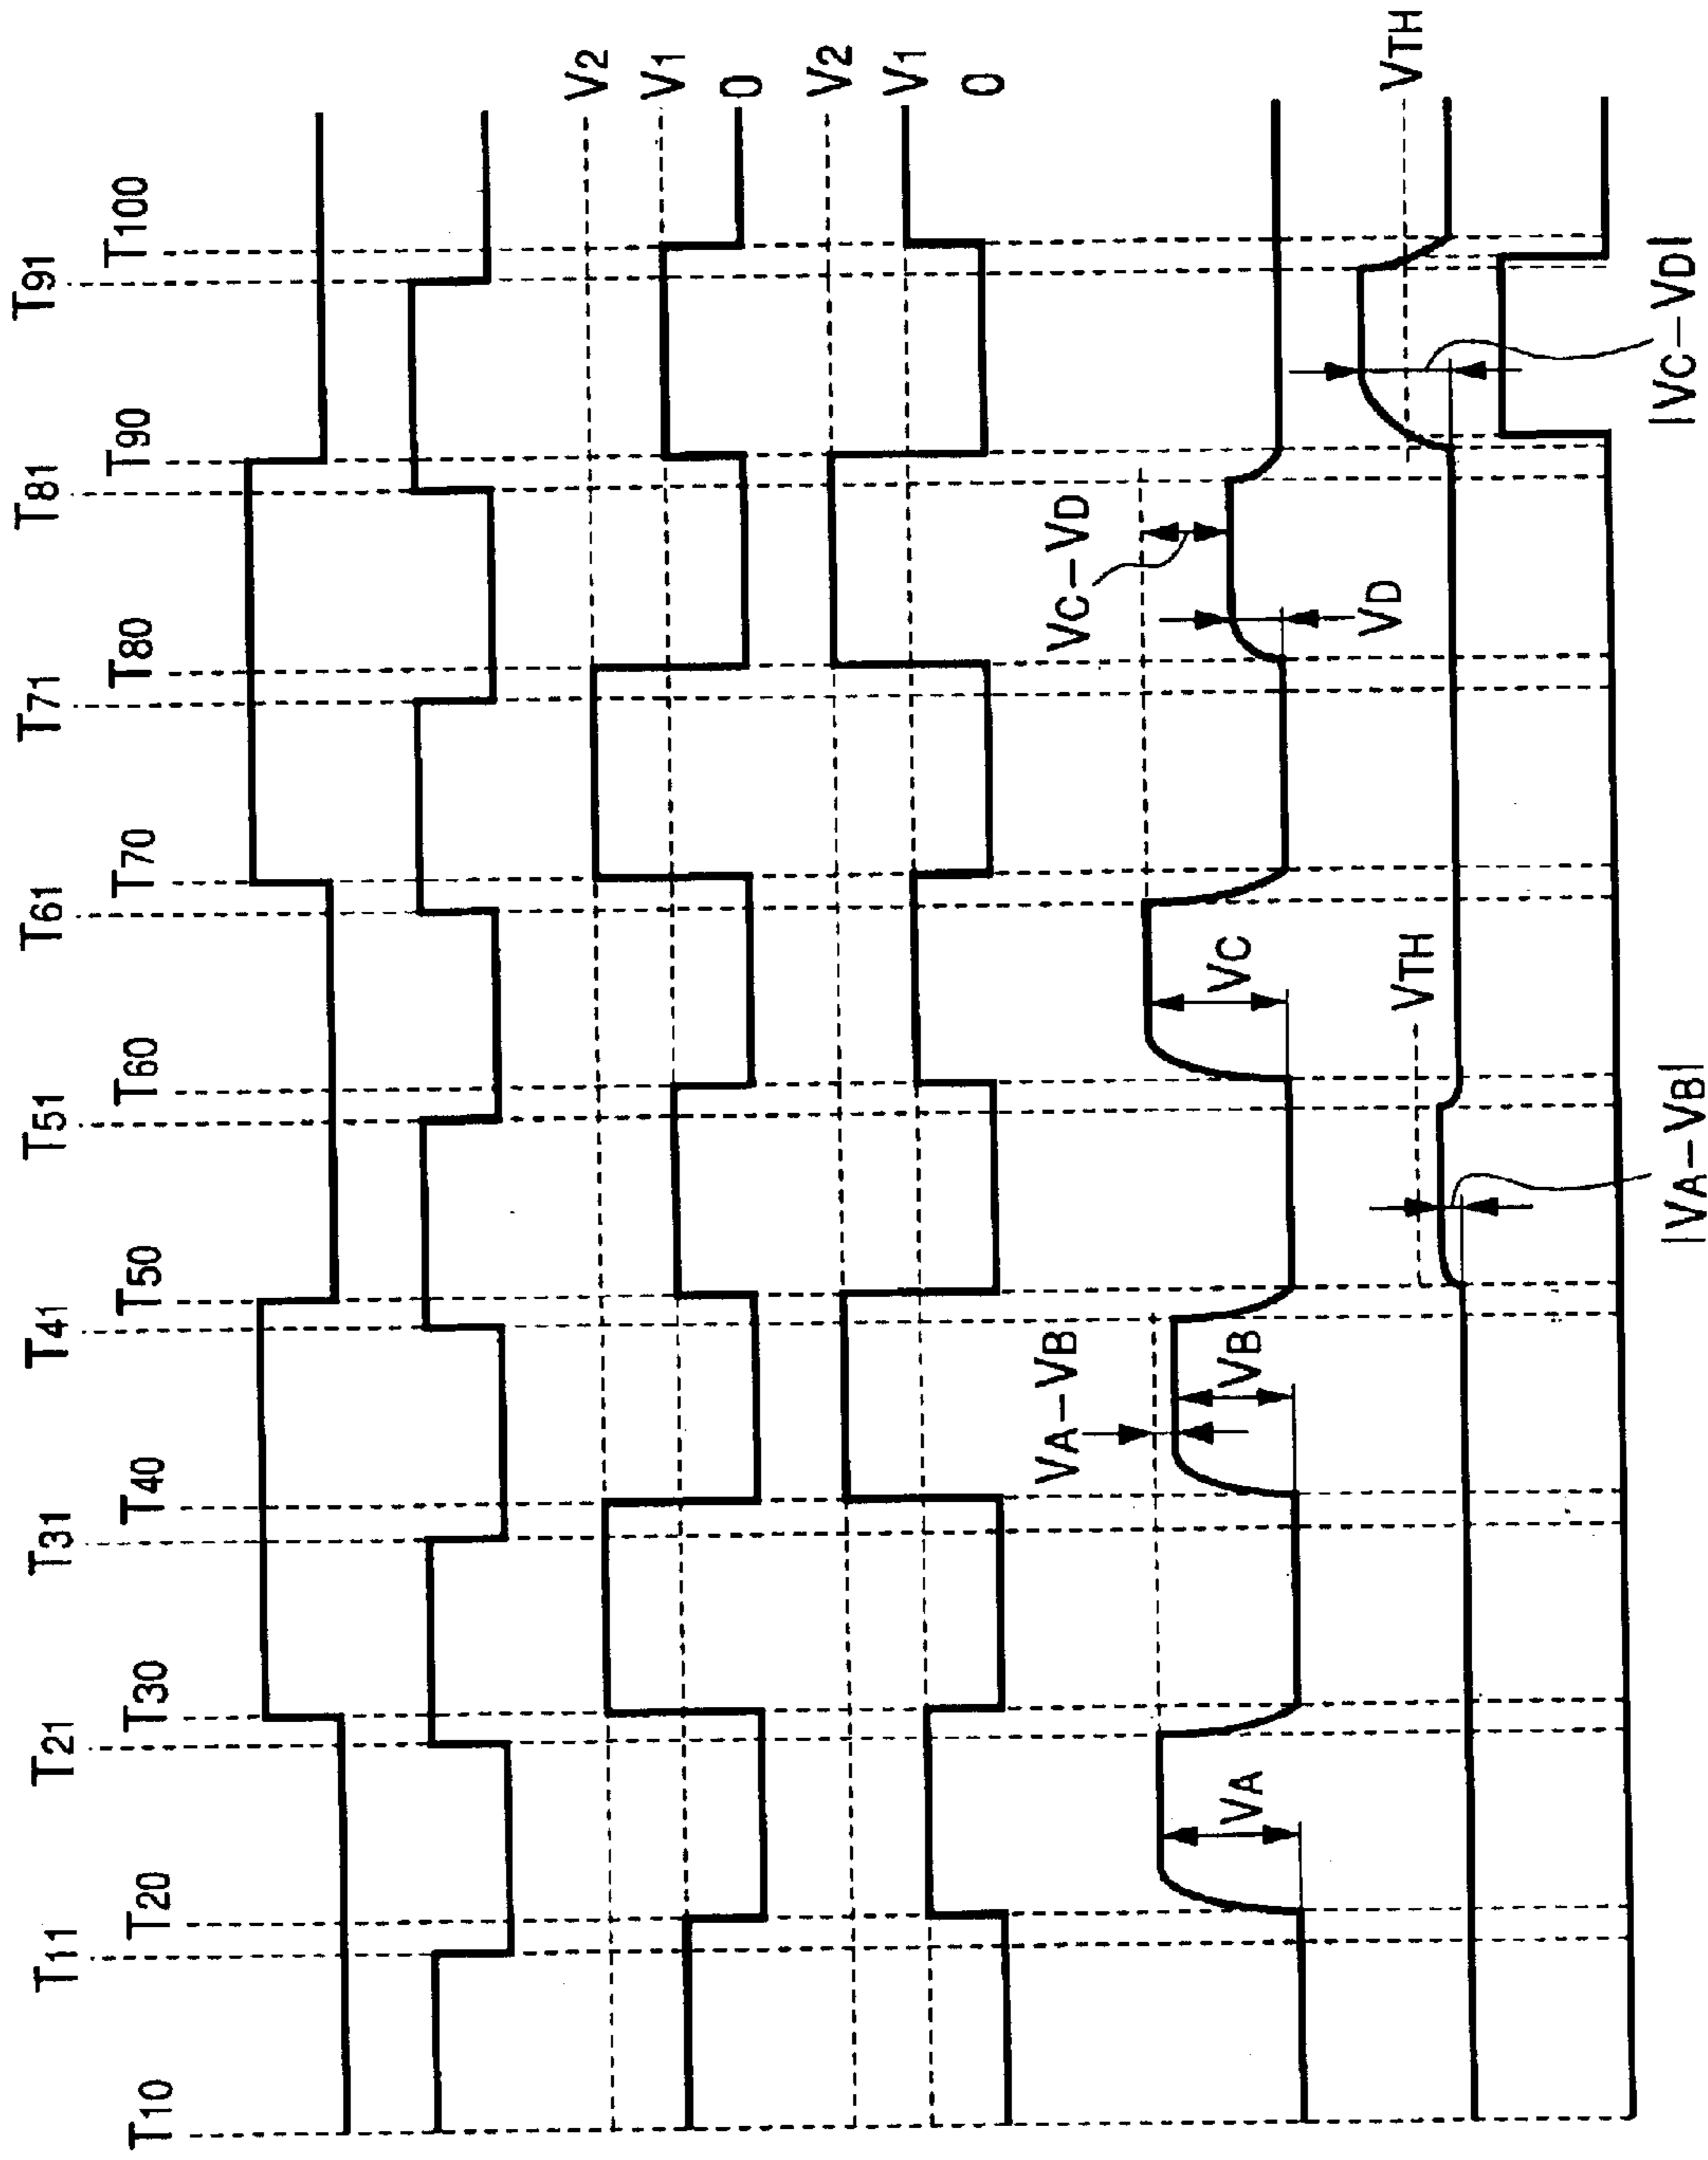 T10
T11
T20
T21
T30
T31
T40
T41
T50
T51
T60
T61
T70
T71
T80
T81
T90
T91
T100
V2
V1
0
V2
V1
0
VA
VA–VB
VB
VC
VC–VD
VD
VTH
VTH
|VA–VB|
|VC–VD|